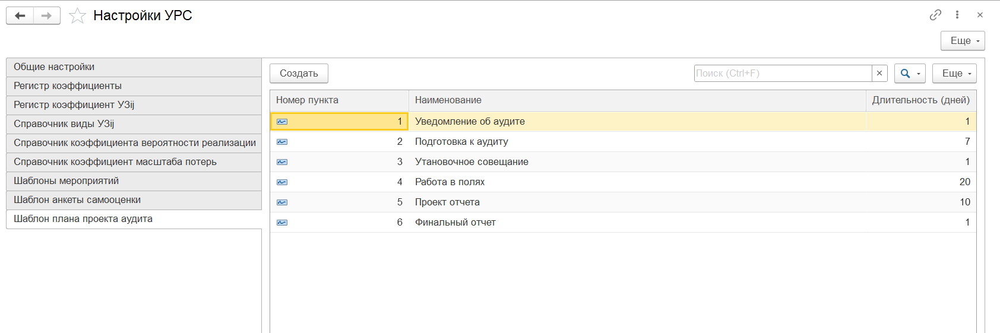 Настройки УРС
Еще
Общие настройки
Регистр коэффициенты
Регистр коэффициент УЗij
Справочник виды УЗij
Справочник коэффициента вероятности реализации
Справочник коэффициент масштаба потерь
Шаблоны мероприятий
Шаблон анкеты самооценки
Шаблон плана проекта аудита
Создать Поиск (Ctrl+F) × Еще
Номер пункта Наименование Длительность (дней)
1 Уведомление об аудите 1
2 Подготовка к аудиту 7
3 Утановочное совещание 1
4 Работа в полях 20
5 Проект отчета 10
6 Финальный отчет 1